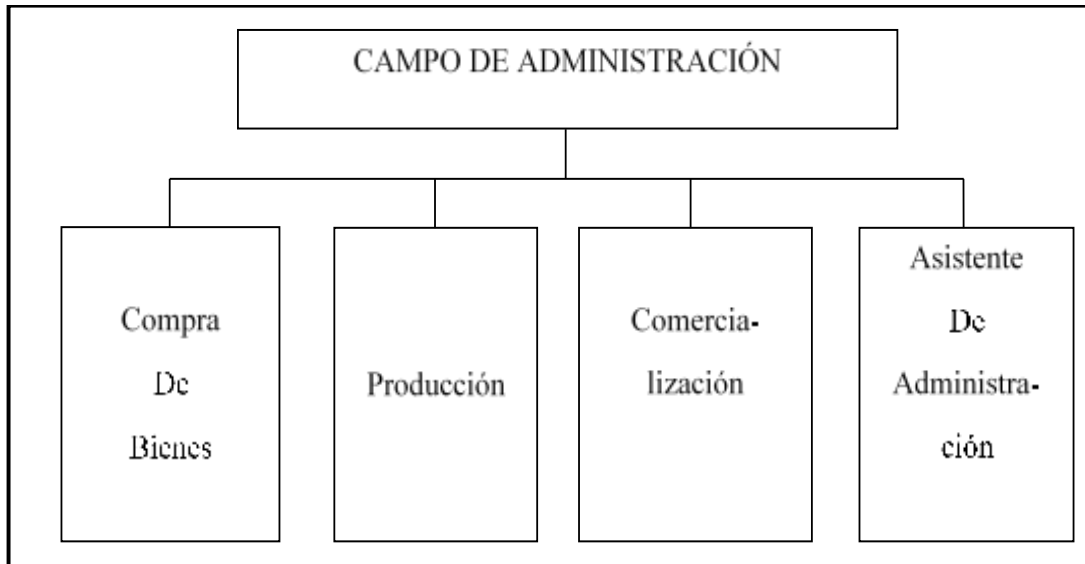 CAMPO DE ADMINISTRACIÓN
Compra
De
Bienes
Producción
Comercia-
lización
Asistente
De
Administra-
ción